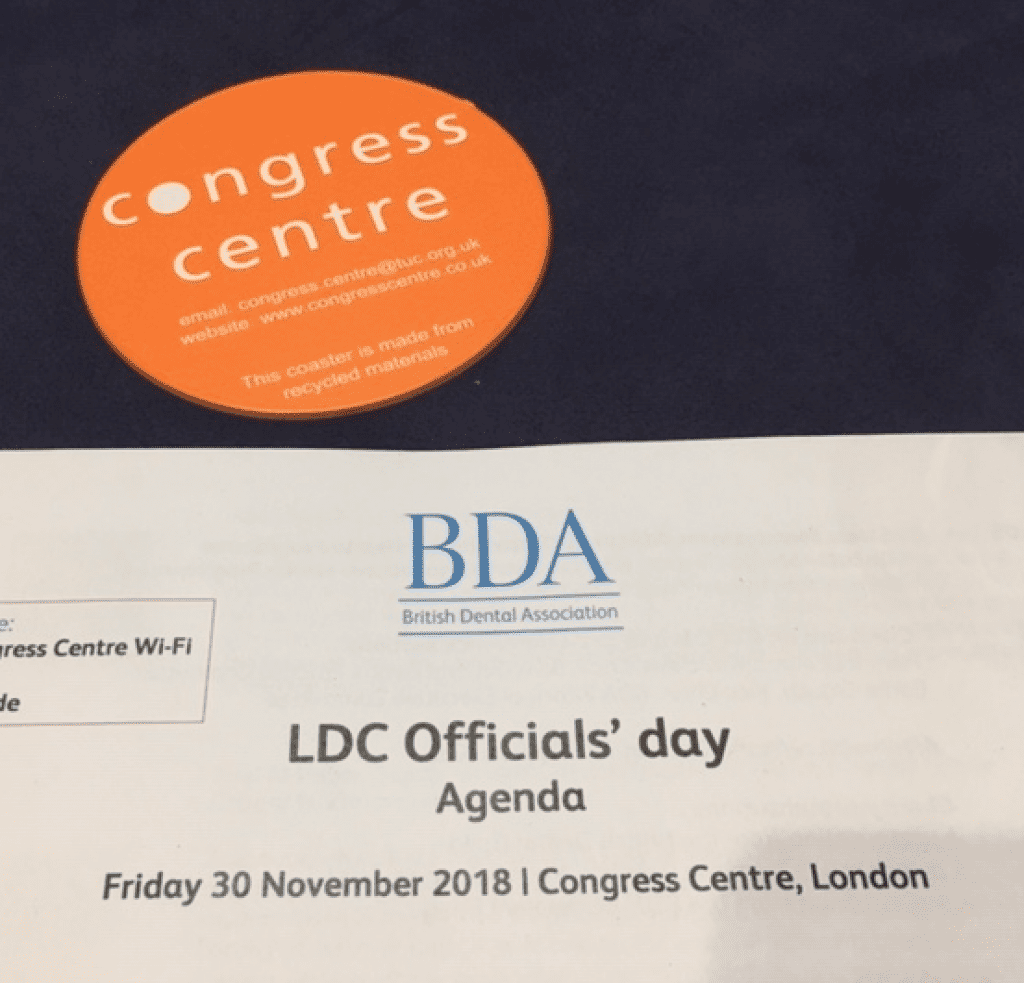 congress
centre
email: congress.centre@tuc.org.uk
website: www.congresscentre.co.uk
This coaster is made from
recycled materials
BDA
British Dental Association
e:
ress Centre Wi-Fi
de
LDC Officials’ day
Agenda
Friday 30 November 2018 | Congress Centre, London